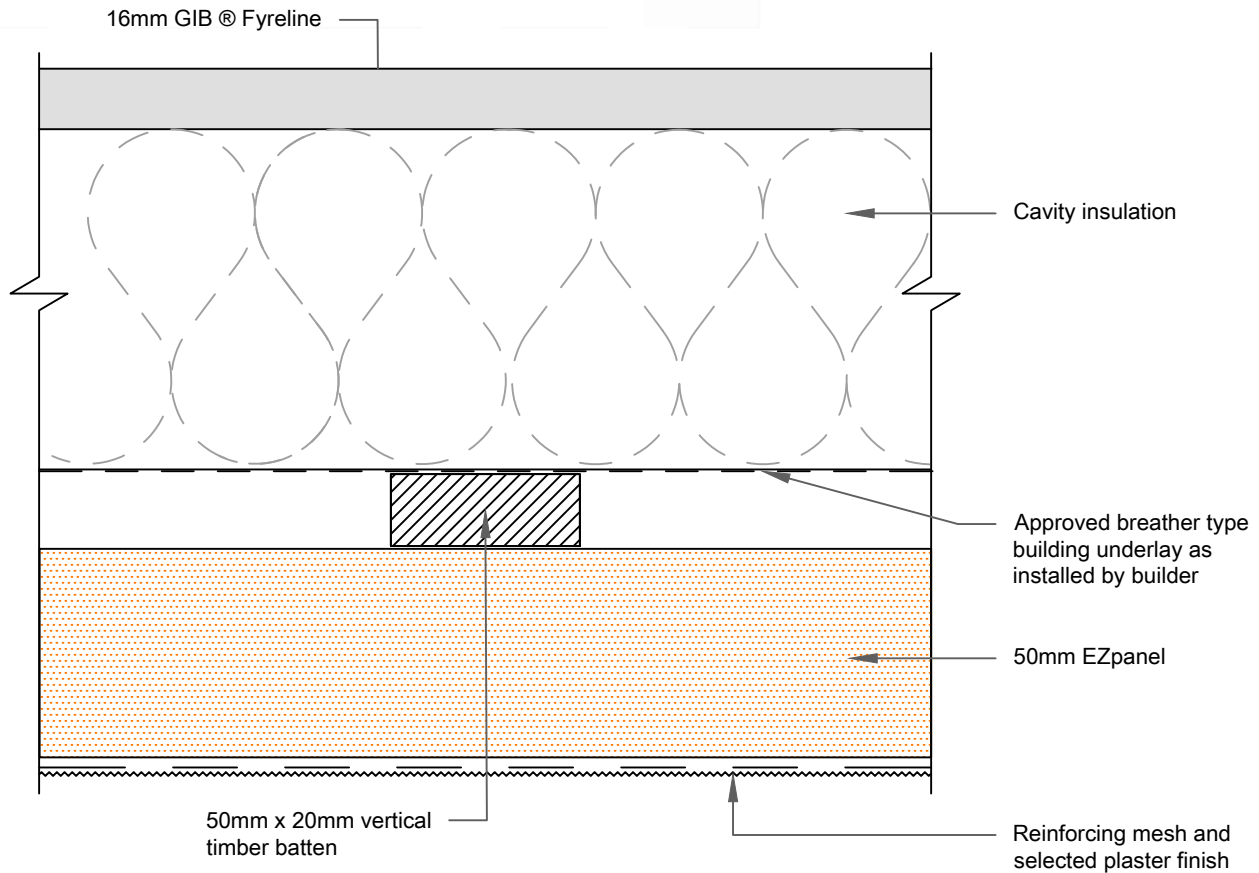 16mm GIB ® Fyreline
Cavity insulation
Approved breather type
building underlay as
installed by builder
50mm EZpanel
50mm x 20mm vertical
timber batten
Reinforcing mesh and
selected plaster finish